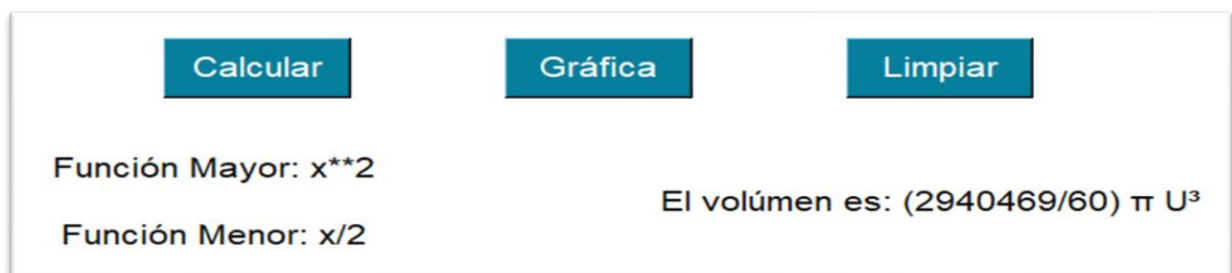 Calcular Gráfica Limpiar
Función Mayor: x**2
El volúmen es: (2940469/60) π U³
Función Menor: x/2